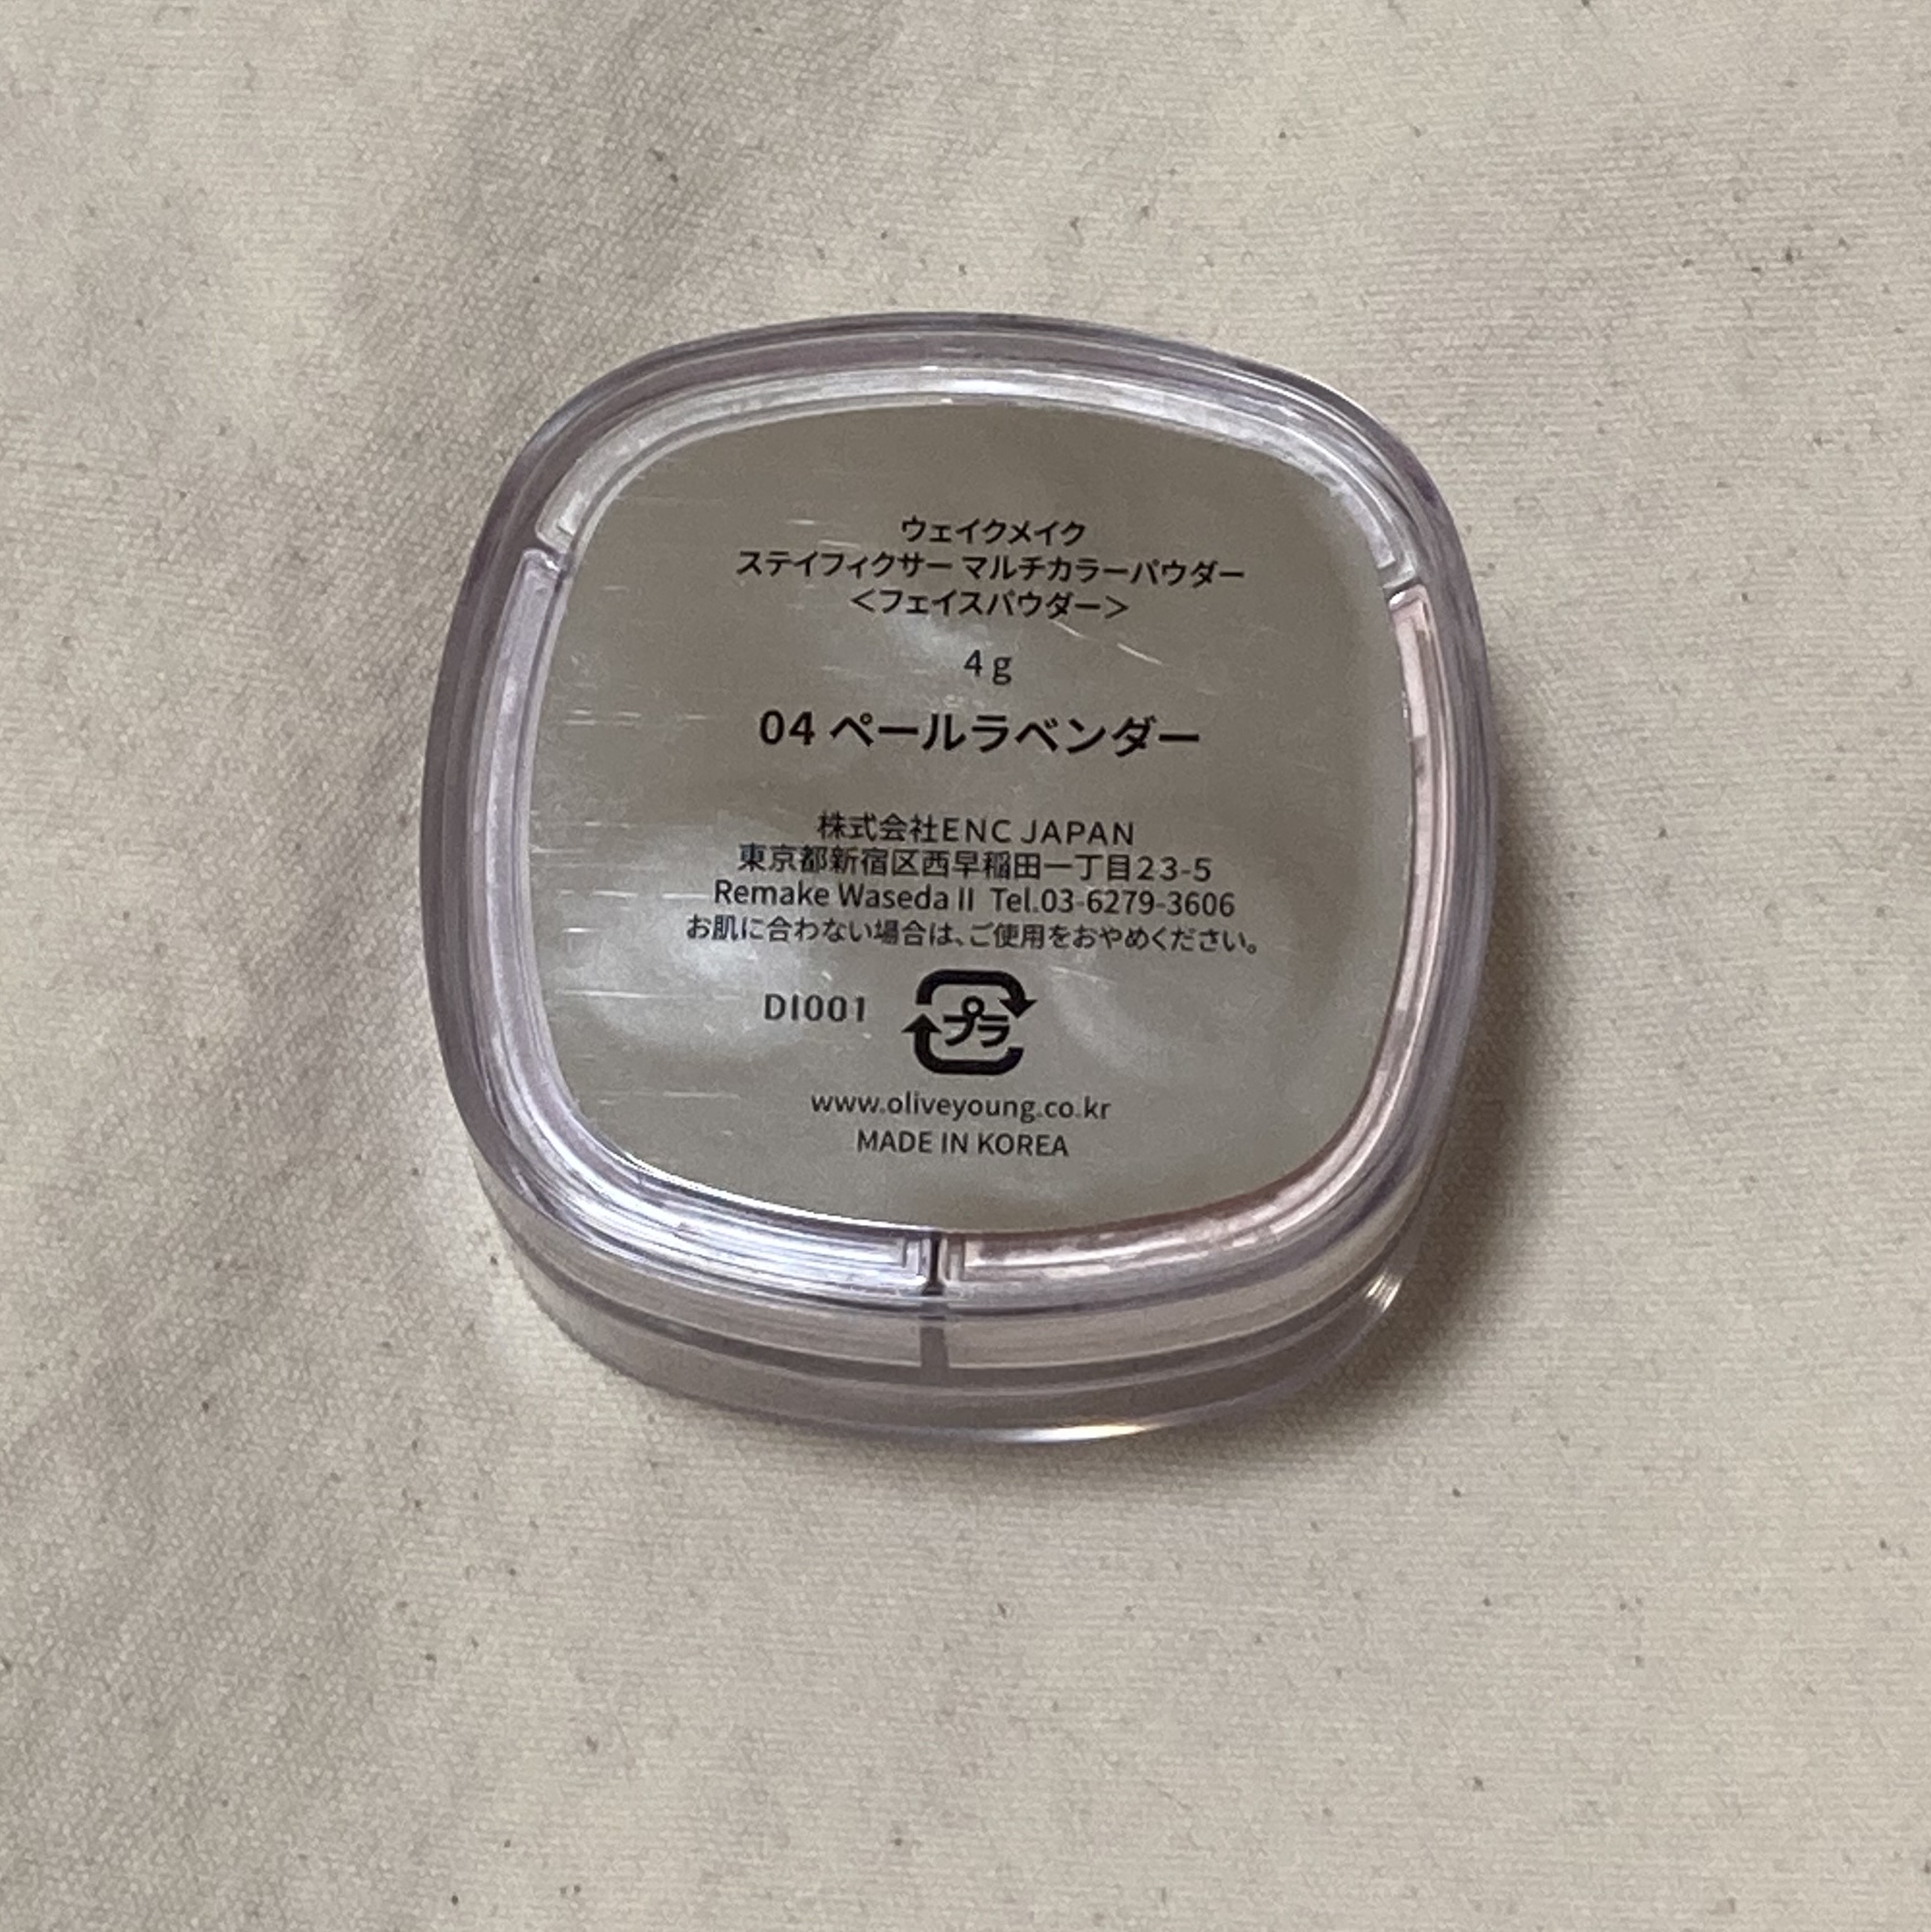 ウェイクメイク
ステイフィクサー マルチカラーパウダー
＜フェイスパウダー＞
4 g
04 ペールラベンダー
株式会社ENC JAPAN
東京都新宿区西早稲田一丁目23-5
Remake Waseda II Tel.03-6279-3606
お肌に合わない場合は、ご使用をおやめください。
DI001 プラ
www.oliveyoung.co.kr
MADE IN KOREA